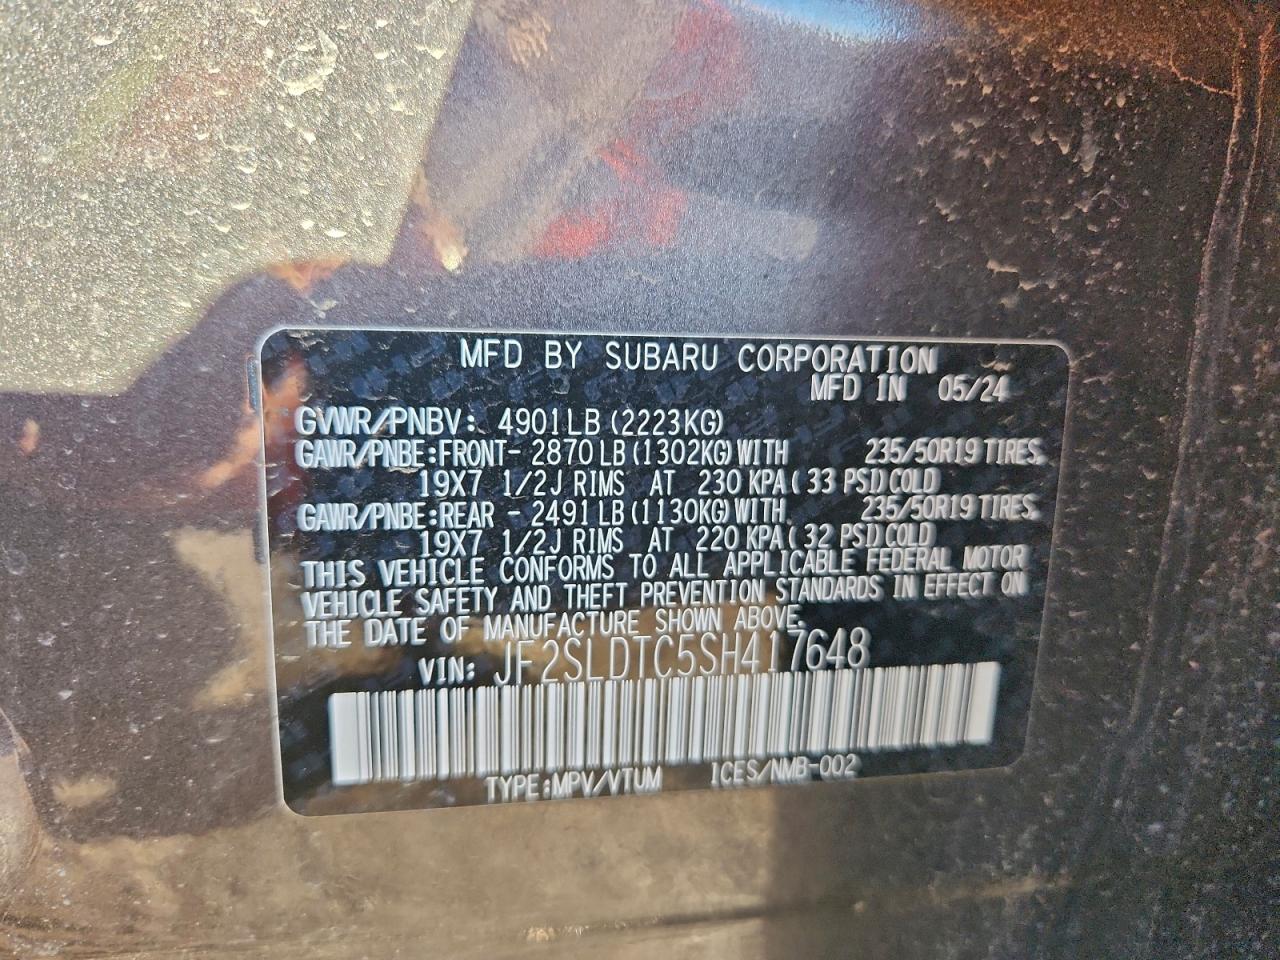 MFD BY SUBARU CORPORATION
MFD IN 05/24
GVWR/PNBV: 4901LB (2223KG)
GAWR/PNBE:FRONT- 2870 LB (1302KG) WITH 235/50R19 TIRES.
19X7 1/2J RIMS AT 230 KPA ( 33 PSI) COLD
GAWR/PNBE:REAR - 2491 LB (1130KG) WITH. 235/50R19 TIRES.
19X7 1/2J RIMS AT 220 KPA ( 32 PSI) COLD
THIS VEHICLE CONFORMS TO ALL APPLICABLE FEDERAL MOTOR
VEHICLE SAFETY AND THEFT PREVENTION STANDARDS IN EFFECT ON
THE DATE OF MANUFACTURE SHOWN ABOVE.
VIN: JF2SLDTC5SH417648
TYPE:MPV/VTUM ICES/NMB-002